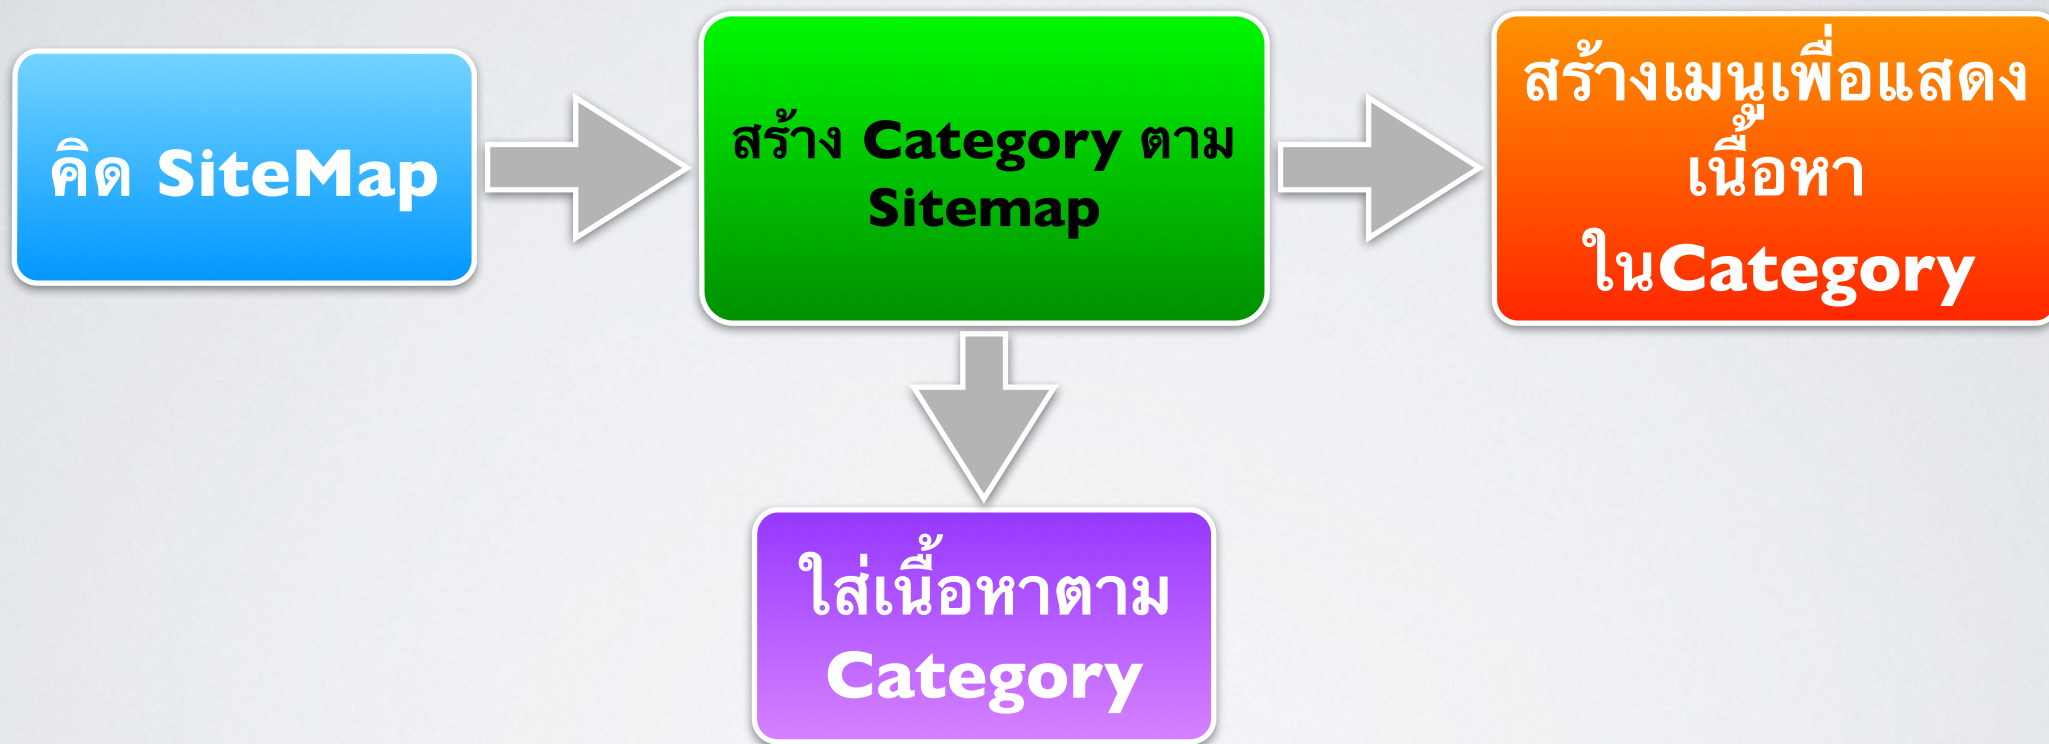 คิด SiteMap
สร้าง Category ตาม
Sitemap
สร้างเมนูเพื่อแสดง
เนื้อหา
ในCategory
ใส่เนื้อหาตาม
Category